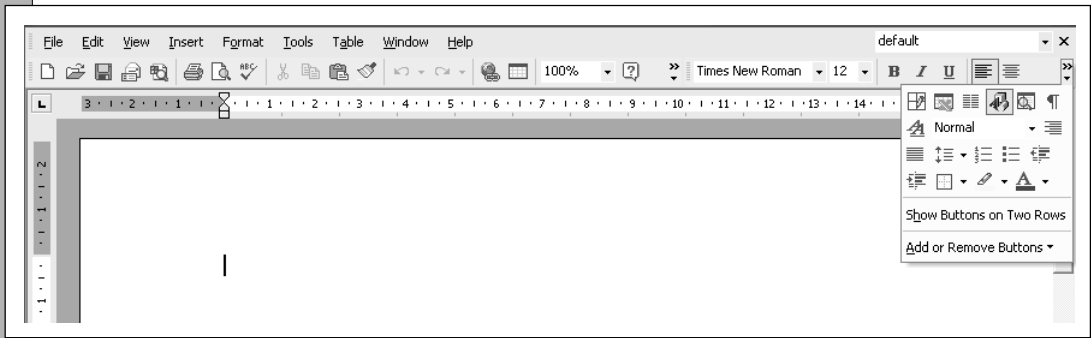 File Edit View Insert Format Tools Table Window Help default
100% Times New Roman 12 B I U
3 2 1 1 2 3 4 5 6 7 8 9 10 11 12 13 14
Normal
2
1
1
Show Buttons on Two Rows
Add or Remove Buttons